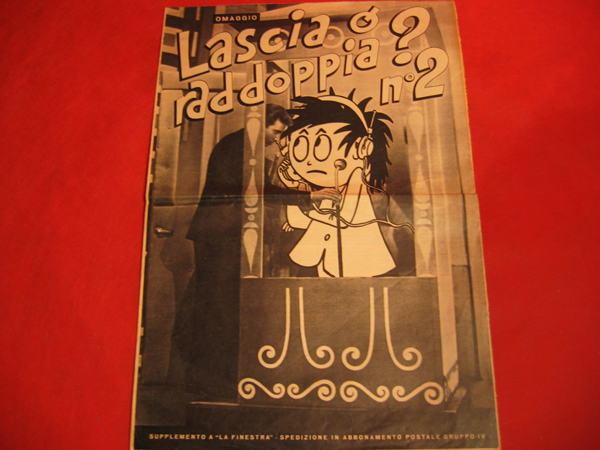 OMAGGIO
Lascia o
raddoppia?
n°2
SUPPLEMENTO A "LA FINESTRA" - SPEDIZIONE IN ABBONAMENTO POSTALE GRUPPO IV